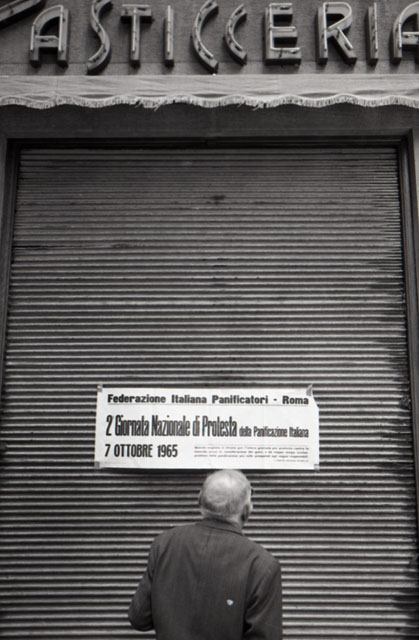 ASTICCERIA
Federazione Italiana Panificatori - Roma
2 Giornata Nazionale di Protesta della Panificazione Italiana
7 OTTOBRE 1965